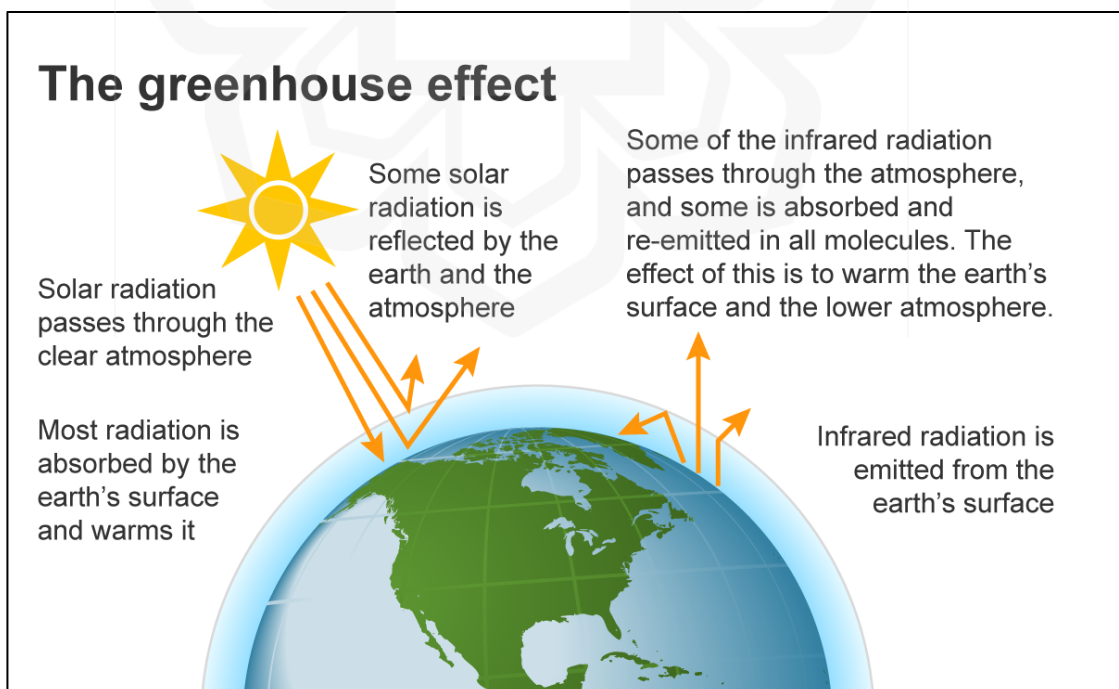 The greenhouse effect
Some solar
radiation is
reflected by the
earth and the
atmosphere
Some of the infrared radiation
passes through the atmosphere,
and some is absorbed and
re-emitted in all molecules. The
effect of this is to warm the earth's
surface and the lower atmosphere.
Solar radiation
passes through the
clear atmosphere
Most radiation is
absorbed by the
earth's surface
and warms it
Infrared radiation is
emitted from the
earth's surface